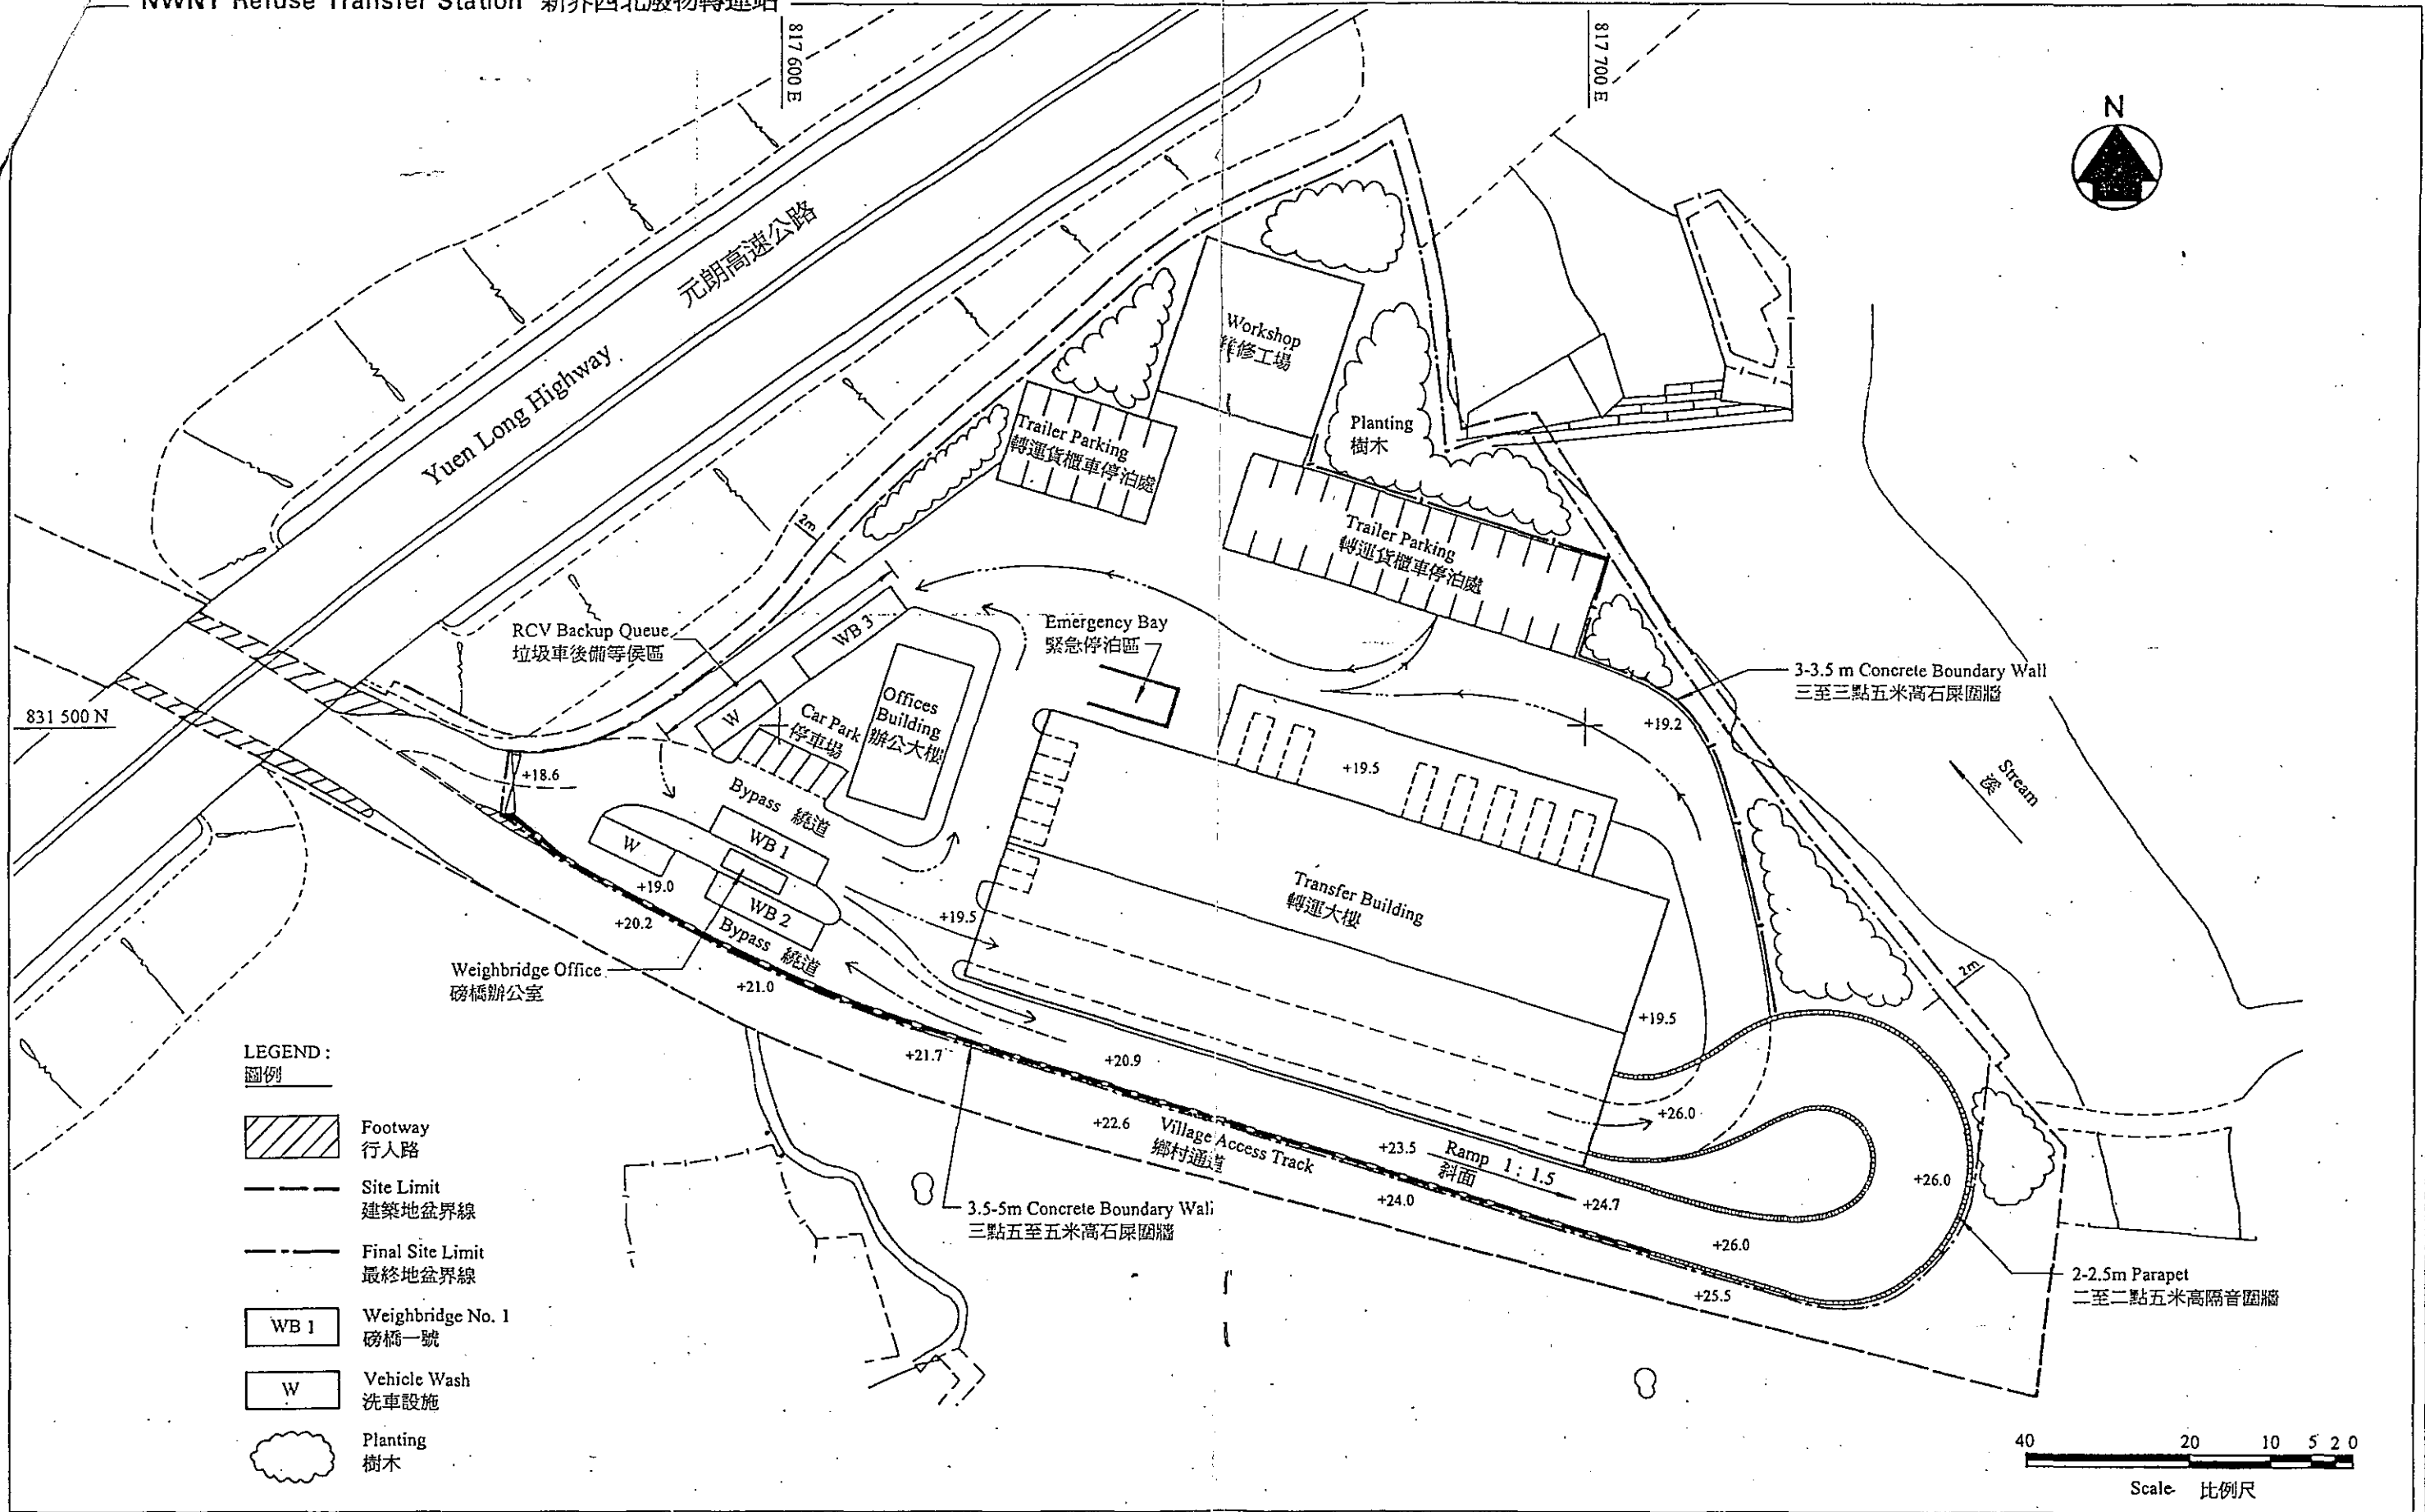 NWNT Refuse Transfer Station 新界西北廢物轉運站
817 600 E
817 700 E
N
元朗高速公路
Yuen Long Highway
Workshop
維修工場
Planting
樹木
Trailer Parking
轉運貨櫃車停泊處
Trailer Parking
轉運貨櫃車停泊處
2m
RCV Backup Queue
垃圾車後備等侯區
WB 3
W
Offices
Building
辦公大樓
Car Park
停車場
Emergency Bay
緊急停泊區
3-3.5 m Concrete Boundary Wall
三至三點五米高石屎圍牆
831 500 N
+18.6
+19.2
+19.5
Stream
溪
Bypass 繞道
WB 1
W
+19.0
WB 2
+20.2
Bypass 繞道
+19.5
Transfer Building
轉運大樓
Weighbridge Office
磅橋辦公室
+21.0
2m
+21.7
+20.9
+19.5
+26.0
+22.6
Village Access Track
鄉村通道
+23.5
Ramp 1 : 1.5
斜面
+24.0
+24.7
+26.0
+26.0
+25.5
3.5-5m Concrete Boundary Wall
三點五至五米高石屎圍牆
2-2.5m Parapet
二至二點五米高隔音圍牆
LEGEND :
圖例
Footway
行人路
Site Limit
建築地盆界線
Final Site Limit
最終地盆界線
WB 1
Weighbridge No. 1
磅橋一號
W
Vehicle Wash
洗車設施
Planting
樹木
40 20 10 5 2 0
Scale 比例尺